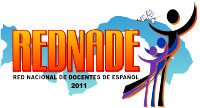 REDNADE
RED NACIONAL DE DOCENTES DE ESPAÑOL
2011